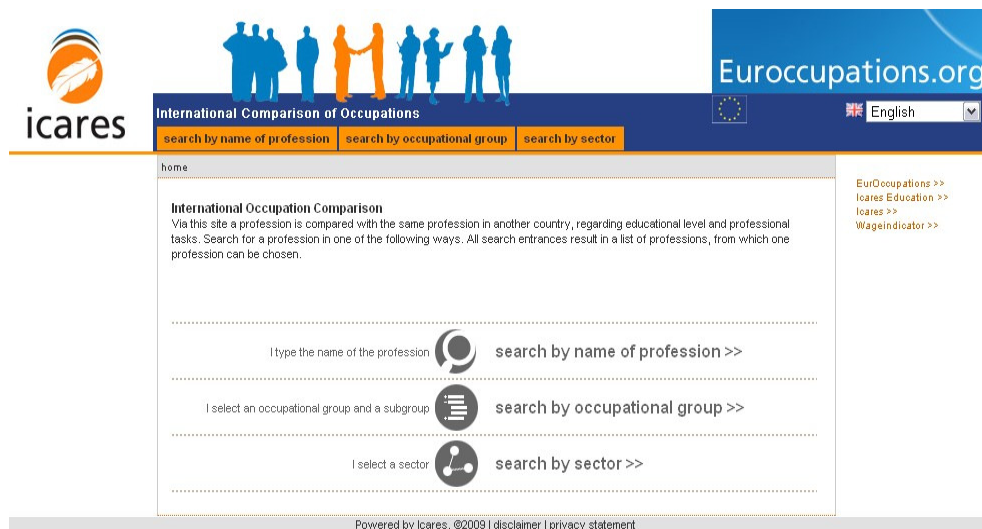 icares
Euroccupations.org
International Comparison of Occupations
English
search by name of profession
search by occupational group
search by sector
home
EurOccupations >>
Icares Education >>
Icares >>
Wageindicator >>
International Occupation Comparison
Via this site a profession is compared with the same profession in another country, regarding educational level and professional
tasks. Search for a profession in one of the following ways. All search entrances result in a list of professions, from which one
profession can be chosen.
I type the name of the profession
search by name of profession >>
I select an occupational group and a subgroup
search by occupational group >>
I select a sector
search by sector >>
Powered by Icares, ©2009 | disclaimer | privacy statement